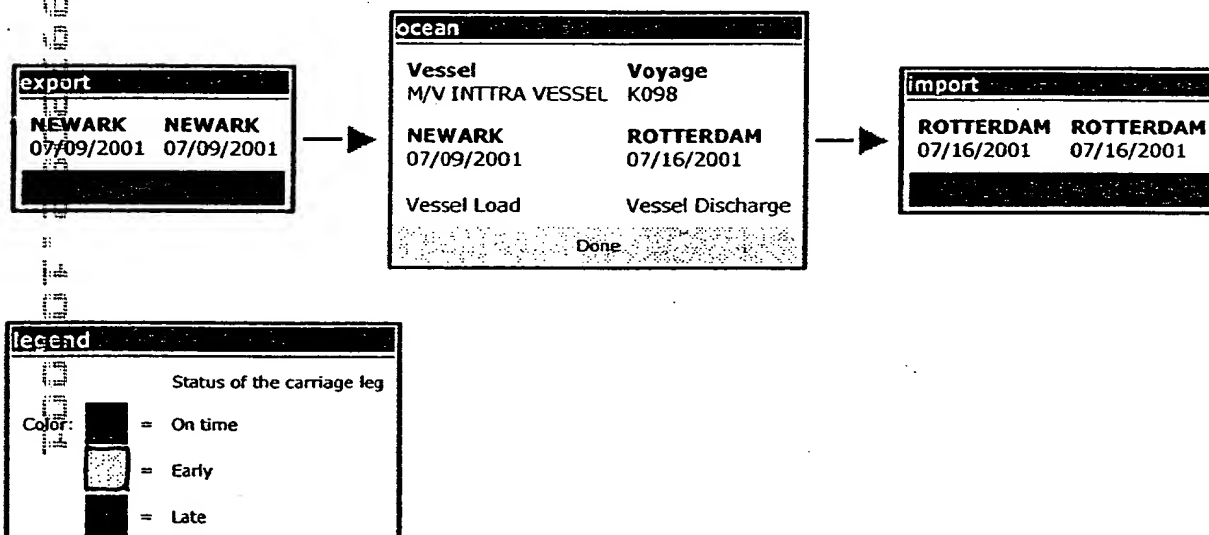 export
NEWARK NEWARK
07/09/2001 07/09/2001
ocean
Vessel Voyage
M/V INTTRA VESSEL K098
NEWARK ROTTERDAM
07/09/2001 07/16/2001
Vessel Load Vessel Discharge
Done
import
ROTTERDAM ROTTERDAM
07/16/2001 07/16/2001
legend
Status of the carriage leg
Color: = On time
= Early
= Late